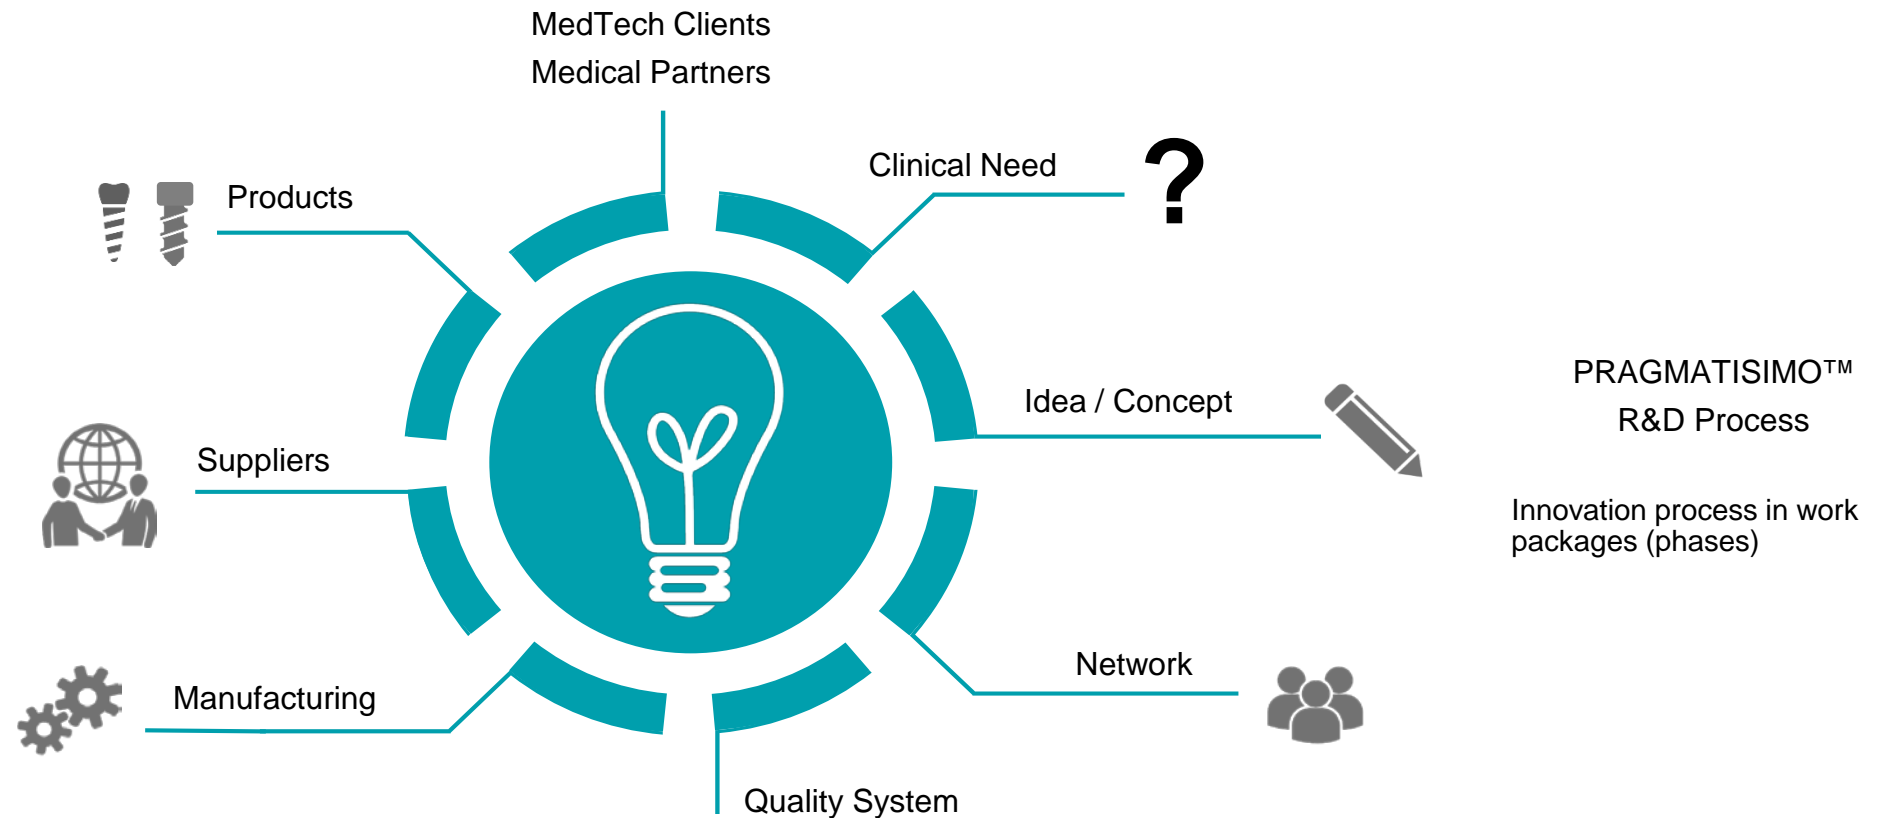 MedTech Clients
Medical Partners
Clinical Need
?
Products
Idea / Concept
PRAGMATISIMO™
R&D Process
Suppliers
Innovation process in work
packages (phases)
Network
Manufacturing
Quality System